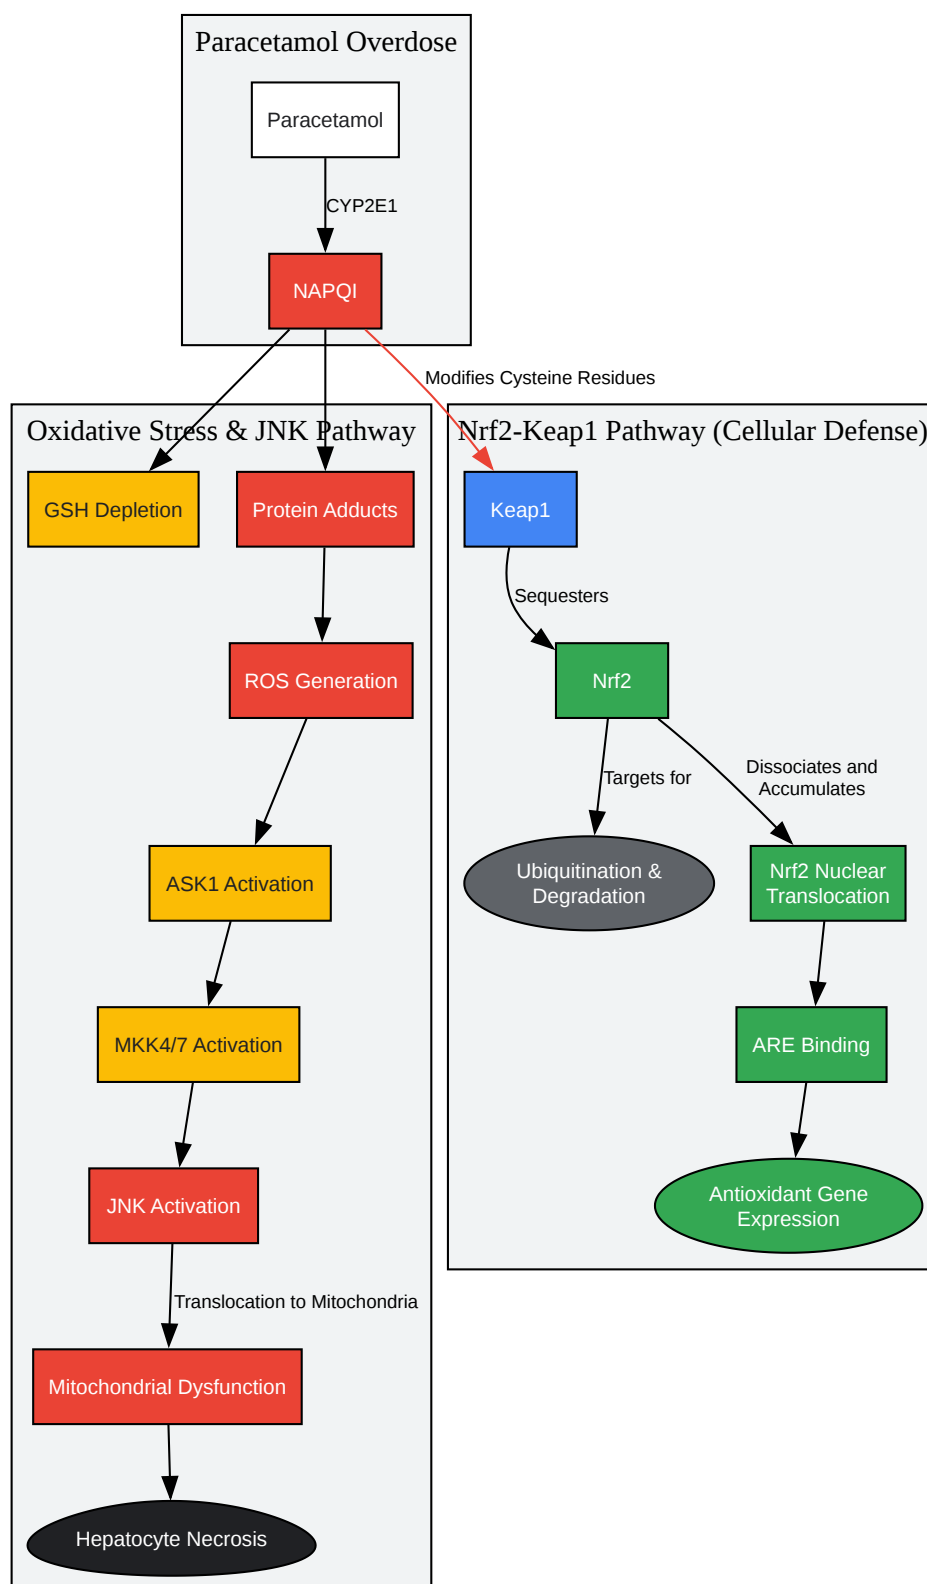 Paracetamol Overdose
Paracetamol
CYP2E1
NAPQI
Modifies Cysteine Residues
Oxidative Stress & JNK Pathway
GSH Depletion
Protein Adducts
ROS Generation
ASK1 Activation
MKK4/7 Activation
JNK Activation
Translocation to Mitochondria
Mitochondrial Dysfunction
Hepatocyte Necrosis
Nrf2-Keap1 Pathway (Cellular Defense)
Keap1
Sequesters
Nrf2
Targets for
Dissociates and
Accumulates
Ubiquitination &
Degradation
Nrf2 Nuclear
Translocation
ARE Binding
Antioxidant Gene
Expression